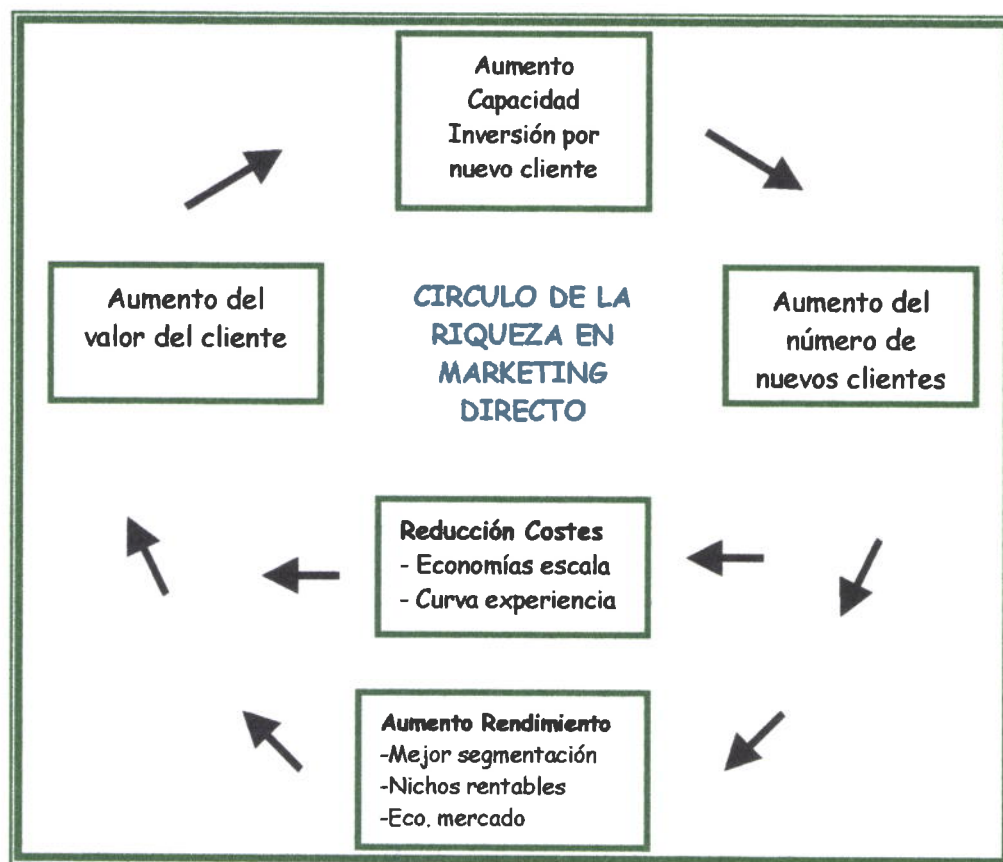 Aumento
Capacidad
Inversión por
nuevo cliente
Aumento del
valor del cliente
CIRCULO DE LA
RIQUEZA EN
MARKETING
DIRECTO
Aumento del
número de
nuevos clientes
Reducción Costes
- Economías escala
- Curva experiencia
Aumento Rendimiento
-Mejor segmentación
-Nichos rentables
-Eco. mercado